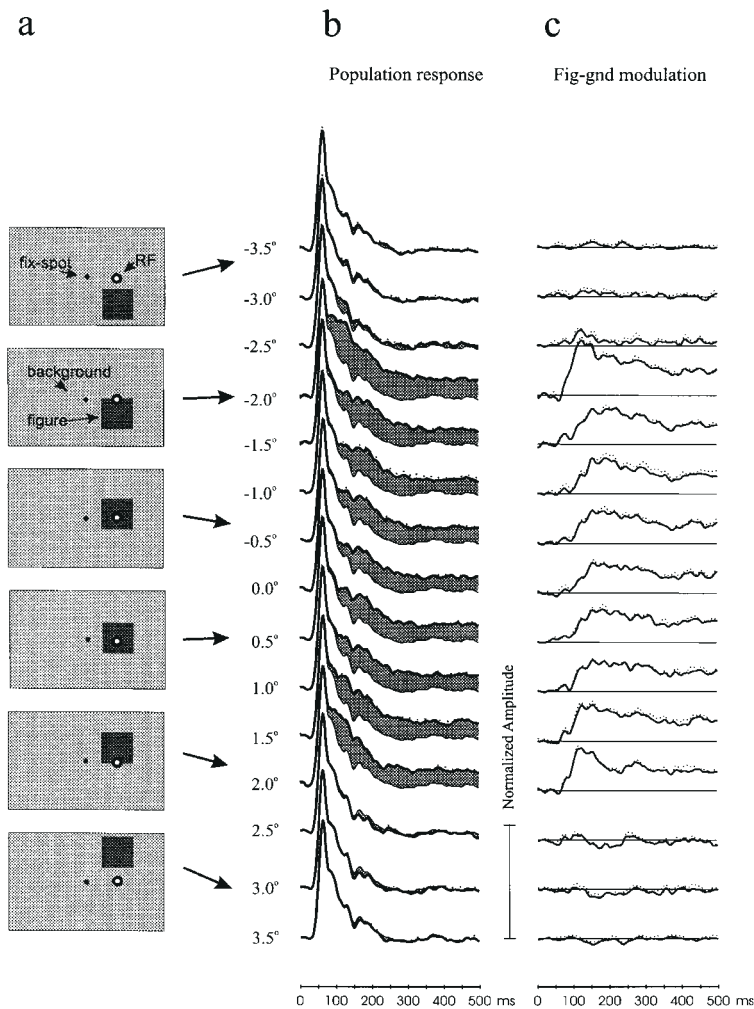 a
b
c
Population response
Fig-gnd modulation
fix-spot
RF
background
figure
-3.5°
-3.0°
-2.5°
-2.0°
-1.5°
-1.0°
-0.5°
0.0°
0.5°
1.0°
1.5°
2.0°
2.5°
3.0°
3.5°
Normalized Amplitude
0 100 200 300 400 500 ms
0 100 200 300 400 500 ms